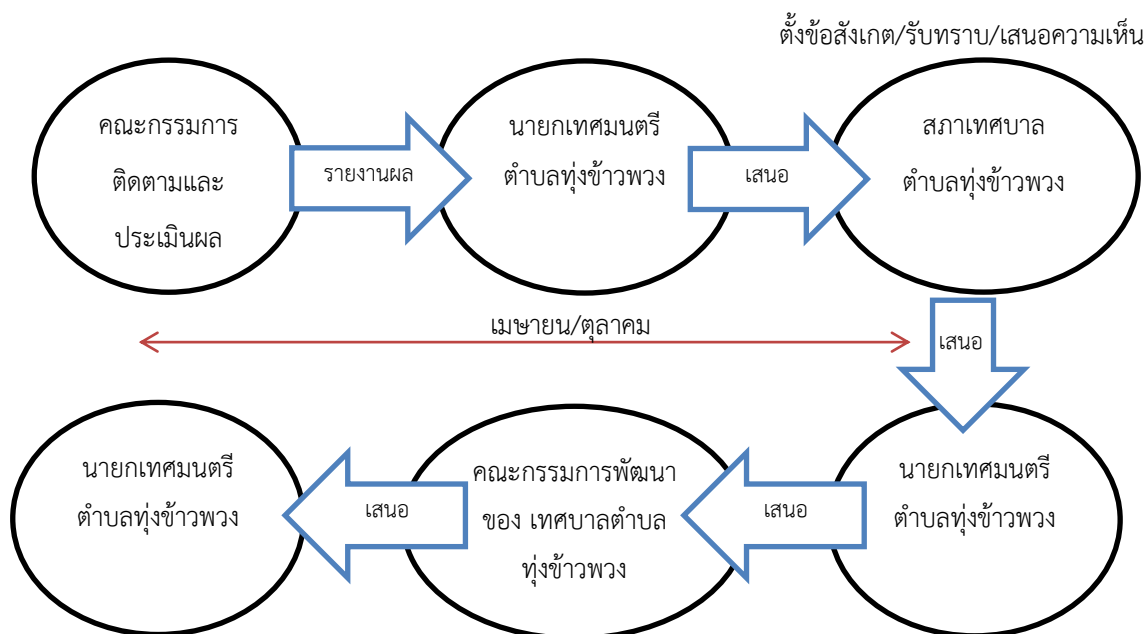 ตั้งข้อสังเกต/รับทราบ/เสนอความเห็น
คณะกรรมการ
ติดตามและ
ประเมินผล
รายงานผล
นายกเทศมนตรี
ตำบลทุ่งข้าวพวง
เสนอ
สภาเทศบาล
ตำบลทุ่งข้าวพวง
เมษายน/ตุลาคม
เสนอ
นายกเทศมนตรี
ตำบลทุ่งข้าวพวง
เสนอ
คณะกรรมการพัฒนา
ของ เทศบาลตำบล
ทุ่งข้าวพวง
เสนอ
นายกเทศมนตรี
ตำบลทุ่งข้าวพวง